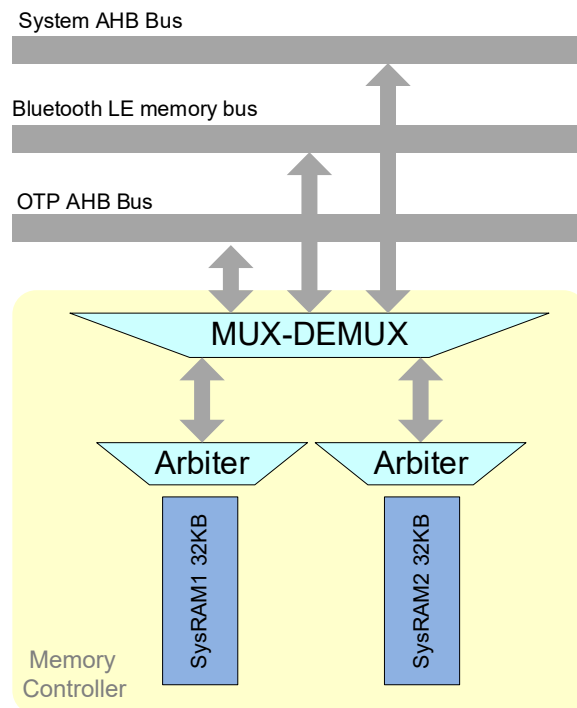 System AHB Bus
Bluetooth LE memory bus
OTP AHB Bus
MUX-DEMUX
Arbiter
Arbiter
SysRAM1 32KB
SysRAM2 32KB
Memory
Controller